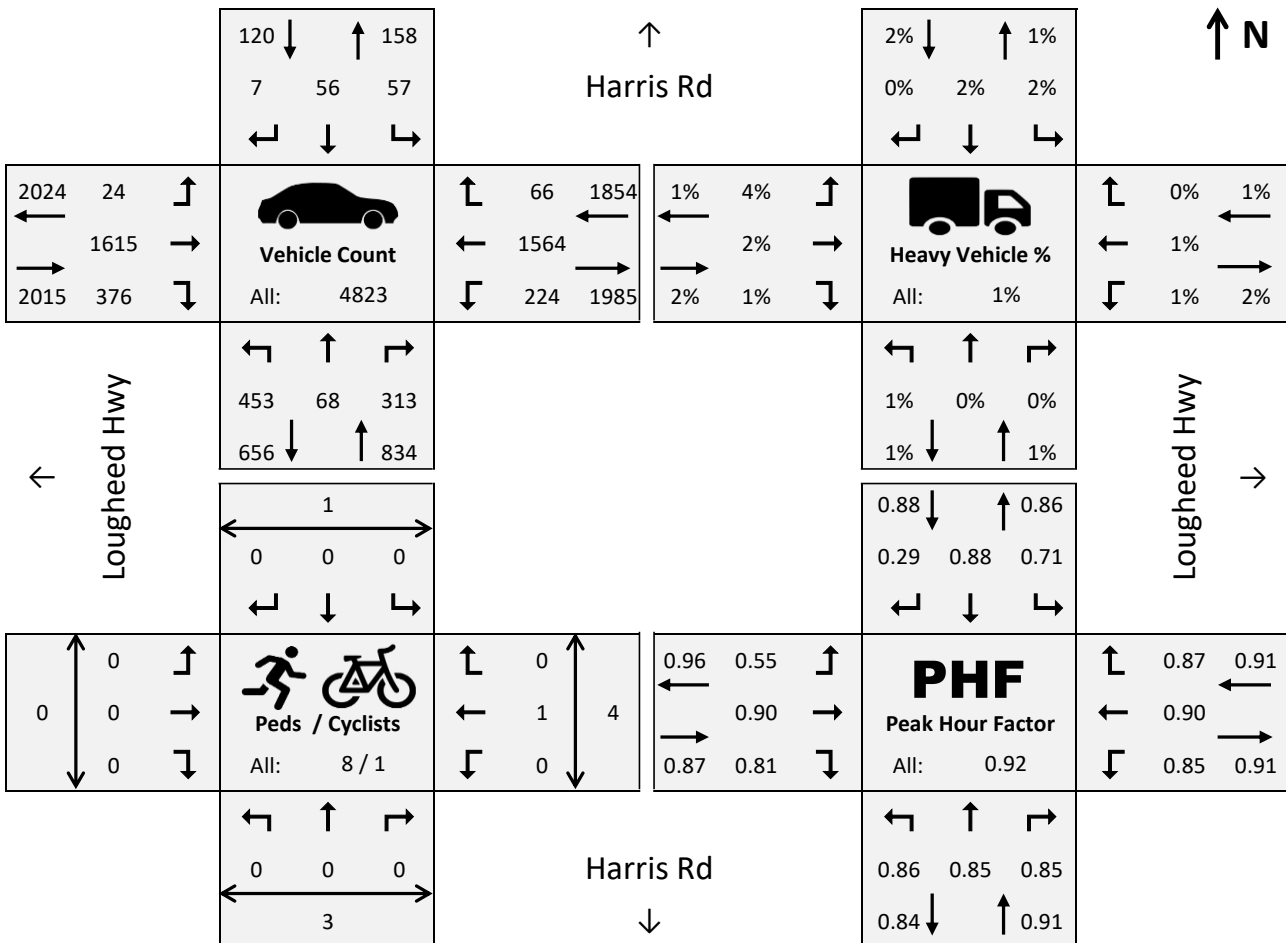 120 158 2% 1% N
Harris Rd
7 56 57 0% 2% 2%
2024 24 66 1854 1% 4% 0% 1%
1615 1564 2% 1%
Vehicle Count Heavy Vehicle %
2015 376 All: 4823 224 1985 2% 1% All: 1% 1% 2%
453 68 313 1% 0% 0%
656 834 1% 1%
Lougheed Hwy
Lougheed Hwy
1 0.88 0.86
0 0 0 0.29 0.88 0.71
0 0 0.96 0.55 0.87 0.91
PHF
0 0 1 4 0.90 0.90
Peds / Cyclists Peak Hour Factor
0 All: 8 / 1 0 0.87 0.81 All: 0.92 0.85 0.91
0 0 0 Harris Rd 0.86 0.85 0.85
3 0.84 0.91